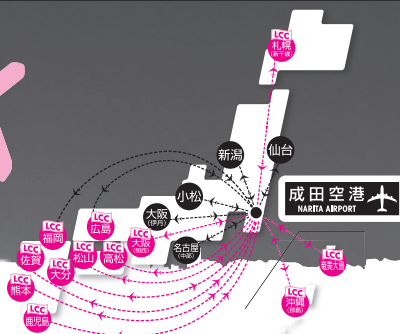 LCC
札幌
(新千歳)
新潟
仙台
小松
成田空港
NARITA AIRPORT
大阪
(伊丹)
LCC
広島
LCC
福岡
LCC
大阪
(関西)
名古屋
(中部)
LCC
佐賀
LCC
大分
LCC
松山
LCC
高松
LCC
奄美大島
LCC
熊本
LCC
鹿児島
LCC
沖縄
(那覇)